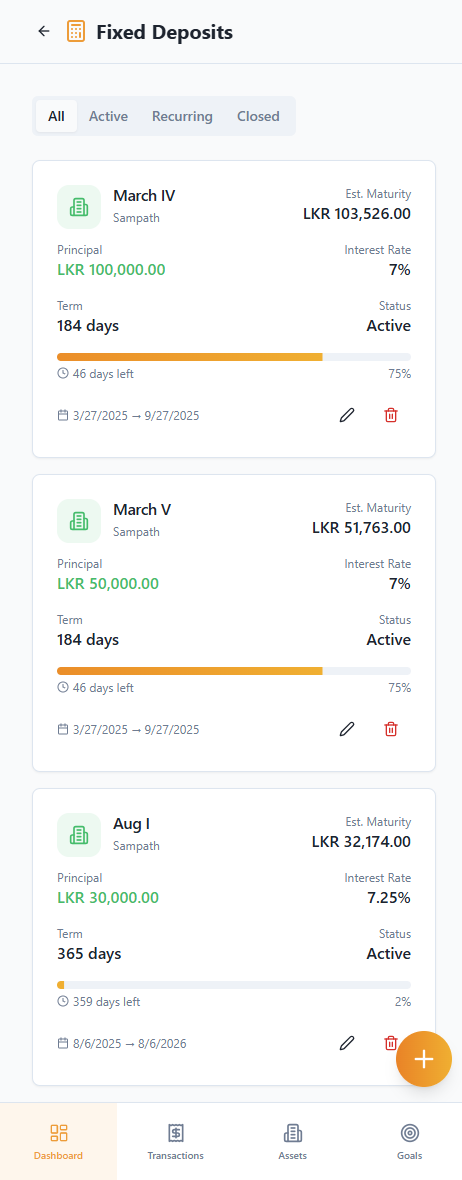 Fixed Deposits
All Active Recurring Closed
March IV
Sampath
Est. Maturity
LKR 103,526.00
Principal
LKR 100,000.00
Interest Rate
7%
Term
184 days
Status
Active
46 days left
75%
3/27/2025 → 9/27/2025
March V
Sampath
Est. Maturity
LKR 51,763.00
Principal
LKR 50,000.00
Interest Rate
7%
Term
184 days
Status
Active
46 days left
75%
3/27/2025 → 9/27/2025
Aug I
Sampath
Est. Maturity
LKR 32,174.00
Principal
LKR 30,000.00
Interest Rate
7.25%
Term
365 days
Status
Active
359 days left
2%
8/6/2025 → 8/6/2026
Dashboard Transactions Assets Goals